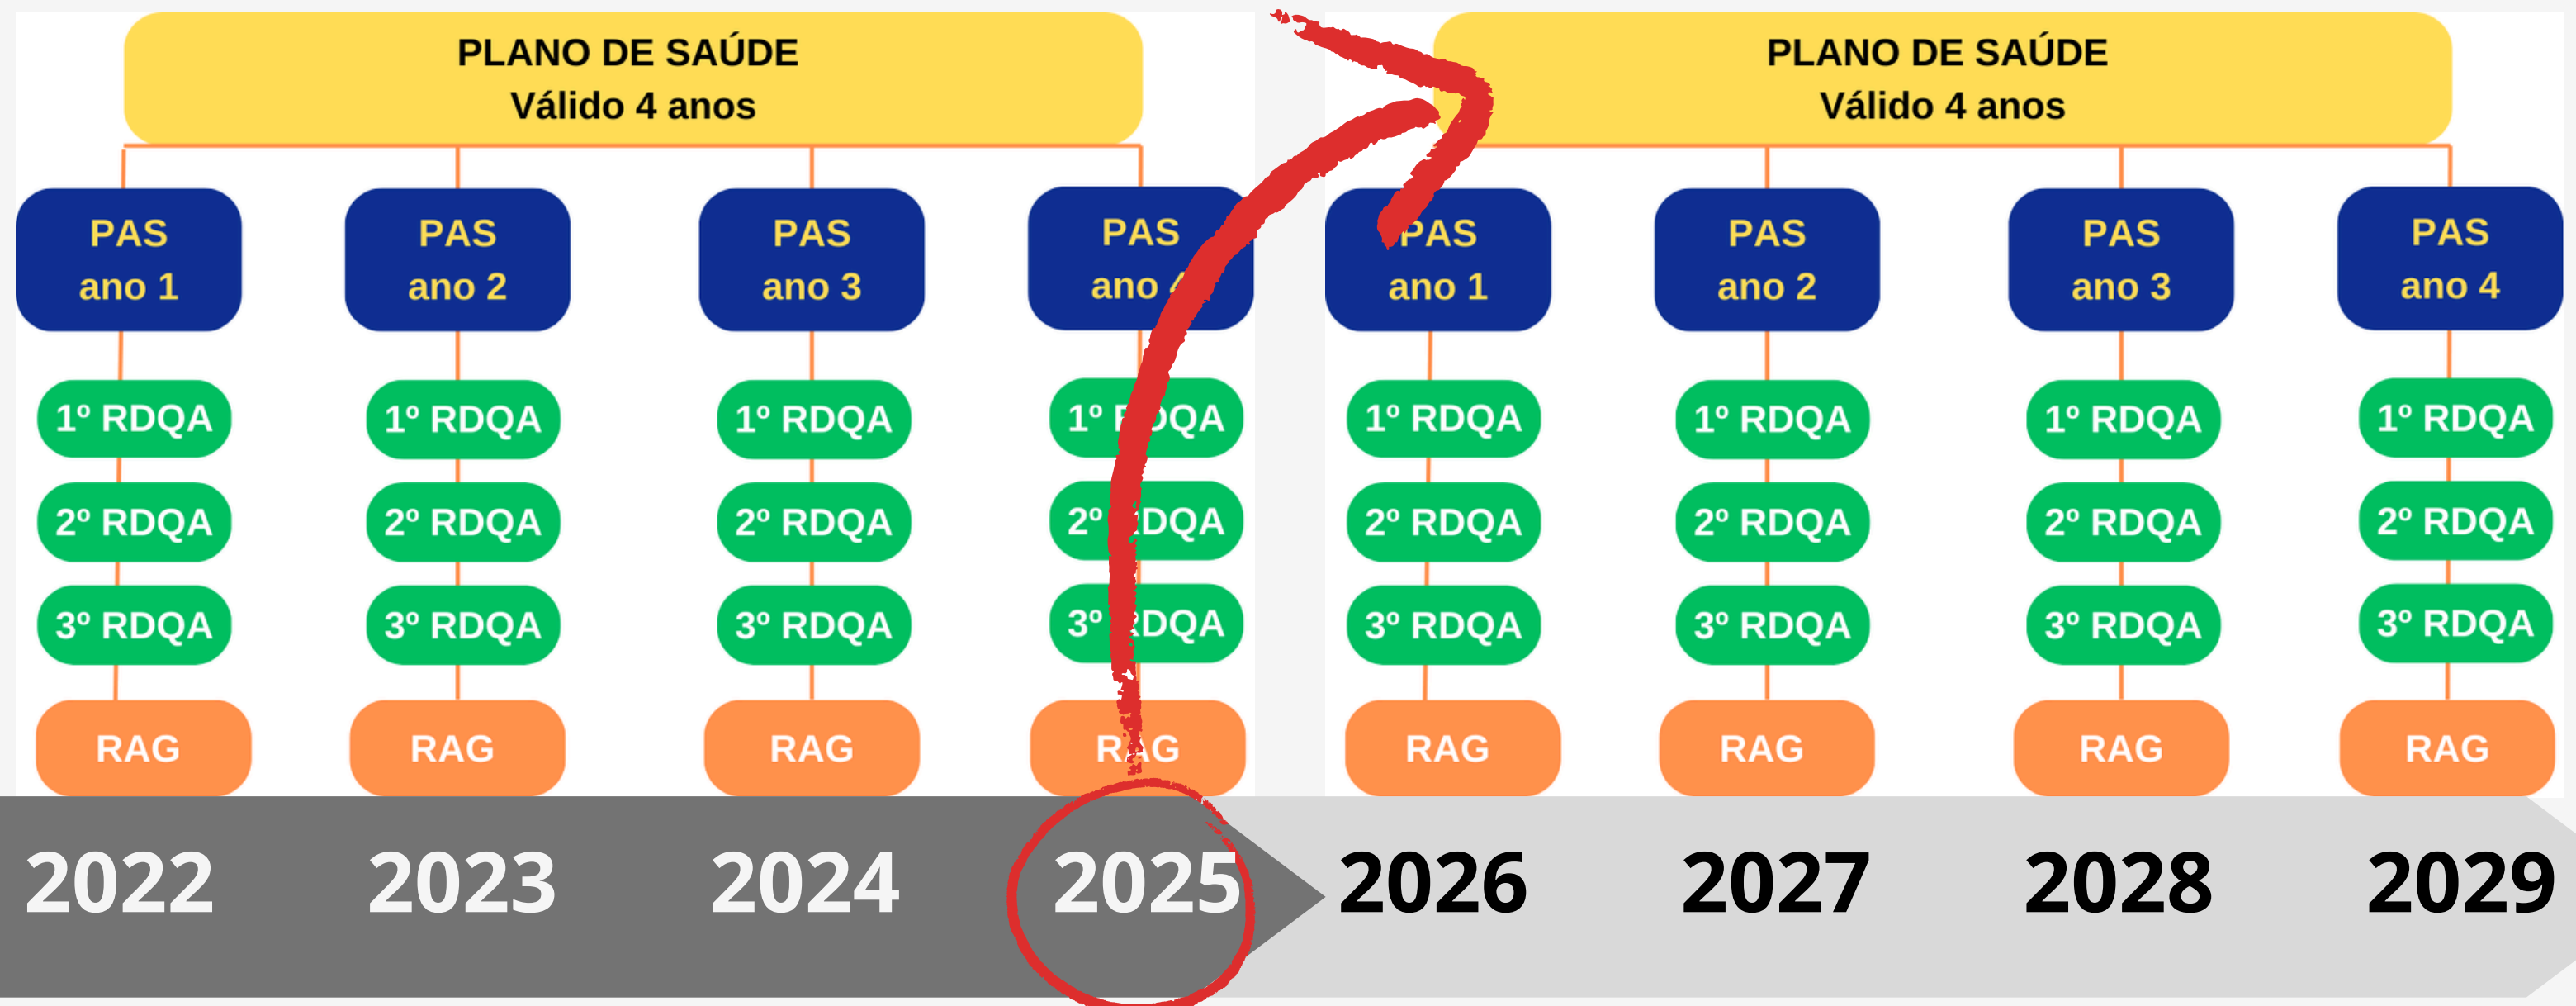 PLANO DE SAÚDE
Válido 4 anos
PAS
ano 1
PAS
ano 2
PAS
ano 3
PAS
ano 4
1º RDQA
1º RDQA
1º RDQA
1º RDQA
2º RDQA
2º RDQA
2º RDQA
2º RDQA
3º RDQA
3º RDQA
3º RDQA
3º RDQA
RAG
RAG
RAG
RAG
PLANO DE SAÚDE
Válido 4 anos
PAS
ano 1
PAS
ano 2
PAS
ano 3
PAS
ano 4
1º RDQA
1º RDQA
1º RDQA
1º RDQA
2º RDQA
2º RDQA
2º RDQA
2º RDQA
3º RDQA
3º RDQA
3º RDQA
3º RDQA
RAG
RAG
RAG
RAG
2022 2023 2024 2025 2026 2027 2028 2029